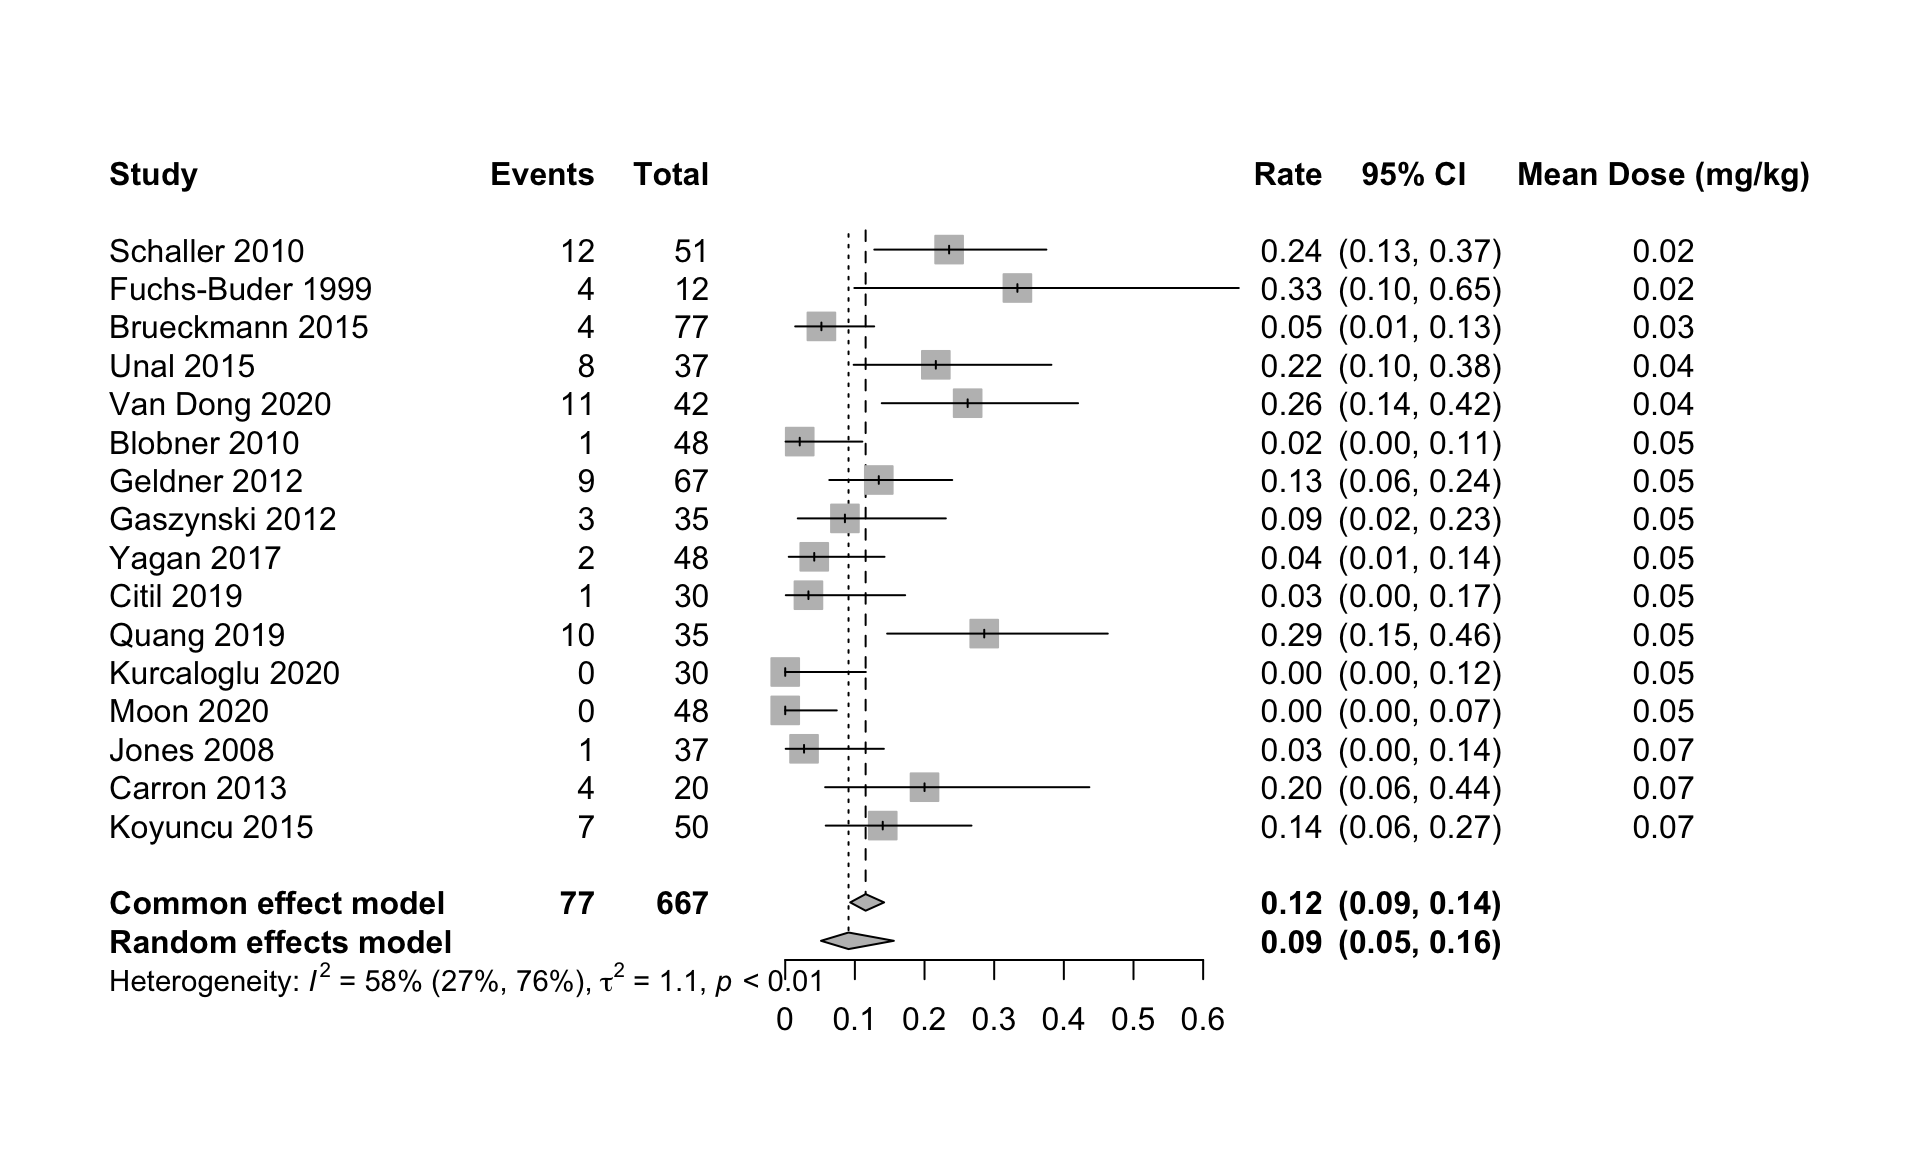 Study Events Total Rate 95% CI Mean Dose (mg/kg)
Schaller 2010 12 51 0.24 (0.13, 0.37) 0.02
Fuchs-Buder 1999 4 12 0.33 (0.10, 0.65) 0.02
Brueckmann 2015 4 77 0.05 (0.01, 0.13) 0.03
Unal 2015 8 37 0.22 (0.10, 0.38) 0.04
Van Dong 2020 11 42 0.26 (0.14, 0.42) 0.04
Blobner 2010 1 48 0.02 (0.00, 0.11) 0.05
Geldner 2012 9 67 0.13 (0.06, 0.24) 0.05
Gaszynski 2012 3 35 0.09 (0.02, 0.23) 0.05
Yagan 2017 2 48 0.04 (0.01, 0.14) 0.05
Citil 2019 1 30 0.03 (0.00, 0.17) 0.05
Quang 2019 10 35 0.29 (0.15, 0.46) 0.05
Kurcaloglu 2020 0 30 0.00 (0.00, 0.12) 0.05
Moon 2020 0 48 0.00 (0.00, 0.07) 0.05
Jones 2008 1 37 0.03 (0.00, 0.14) 0.07
Carron 2013 4 20 0.20 (0.06, 0.44) 0.07
Koyuncu 2015 7 50 0.14 (0.06, 0.27) 0.07
Common effect model 77 667 0.12 (0.09, 0.14)
Random effects model 0.09 (0.05, 0.16)
Heterogeneity: I² = 58% (27%, 76%), τ² = 1.1, p < 0.01
0 0.1 0.2 0.3 0.4 0.5 0.6